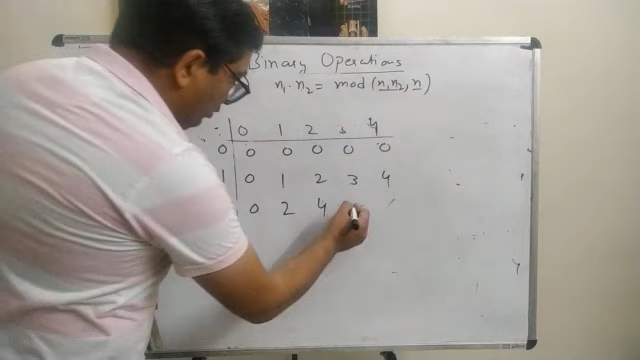 Binary Operations
n₁. n₂ = mod (n₁n₂, n)
: 0 1 2 3 4
0 0 0 0 0 0
1 0 1 2 3 4
0 2 4